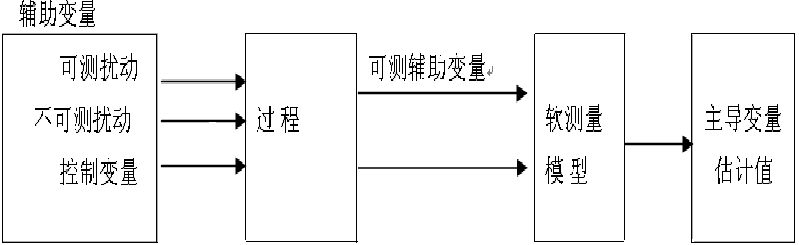 辅助变量
可测扰动
不可测扰动
控制变量
过程
可测辅助变量
软测量
模型
主导变量
估计值